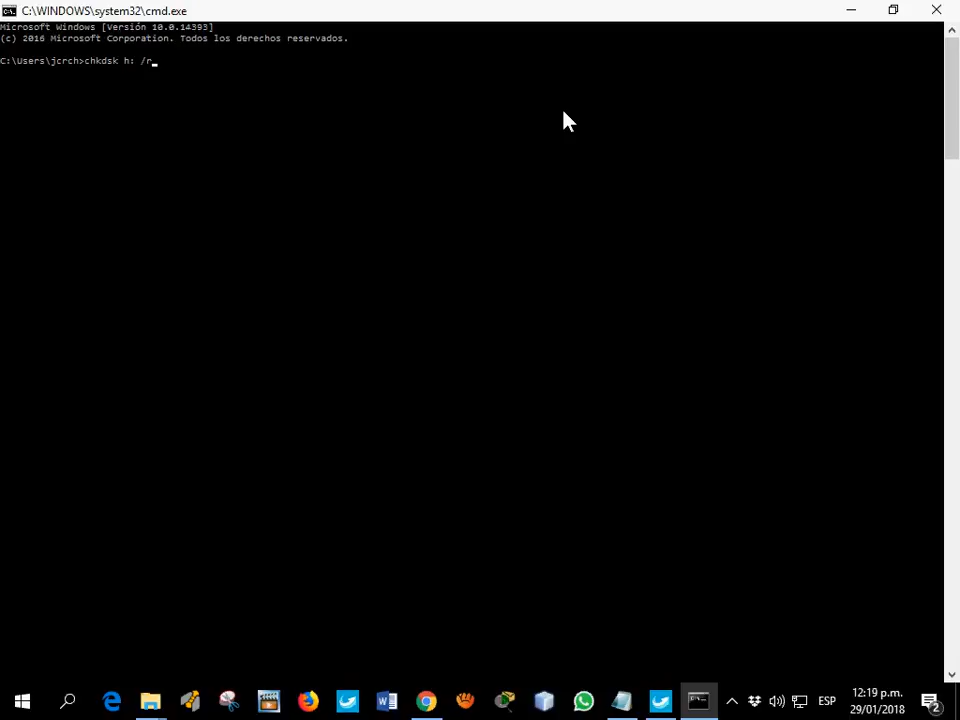 C:\WINDOWS\system32\cmd.exe
Microsoft Windows [Versión 10.0.14393]
(c) 2016 Microsoft Corporation. Todos los derechos reservados.
C:\Users\jcrch>chkdsk h: /r
ESP
12:19 p.m.
29/01/2018
2